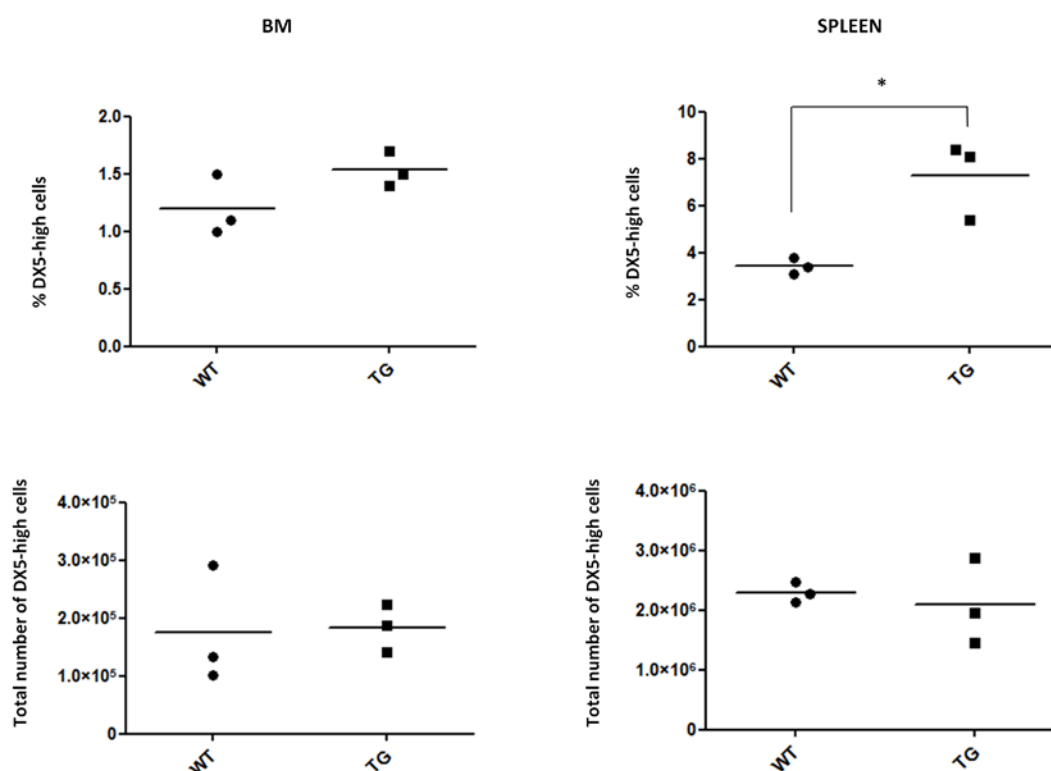 BM
SPLEEN
*
% DX5-high cells
2.0
1.5
1.0
0.5
0.0
WT
TG
% DX5-high cells
10
8
6
4
2
0
WT
TG
Total number of DX5-high cells
4.0×10⁵
3.0×10⁵
2.0×10⁵
1.0×10⁵
0
WT
TG
Total number of DX5-high cells
4.0×10⁶
3.0×10⁶
2.0×10⁶
1.0×10⁶
0
WT
TG